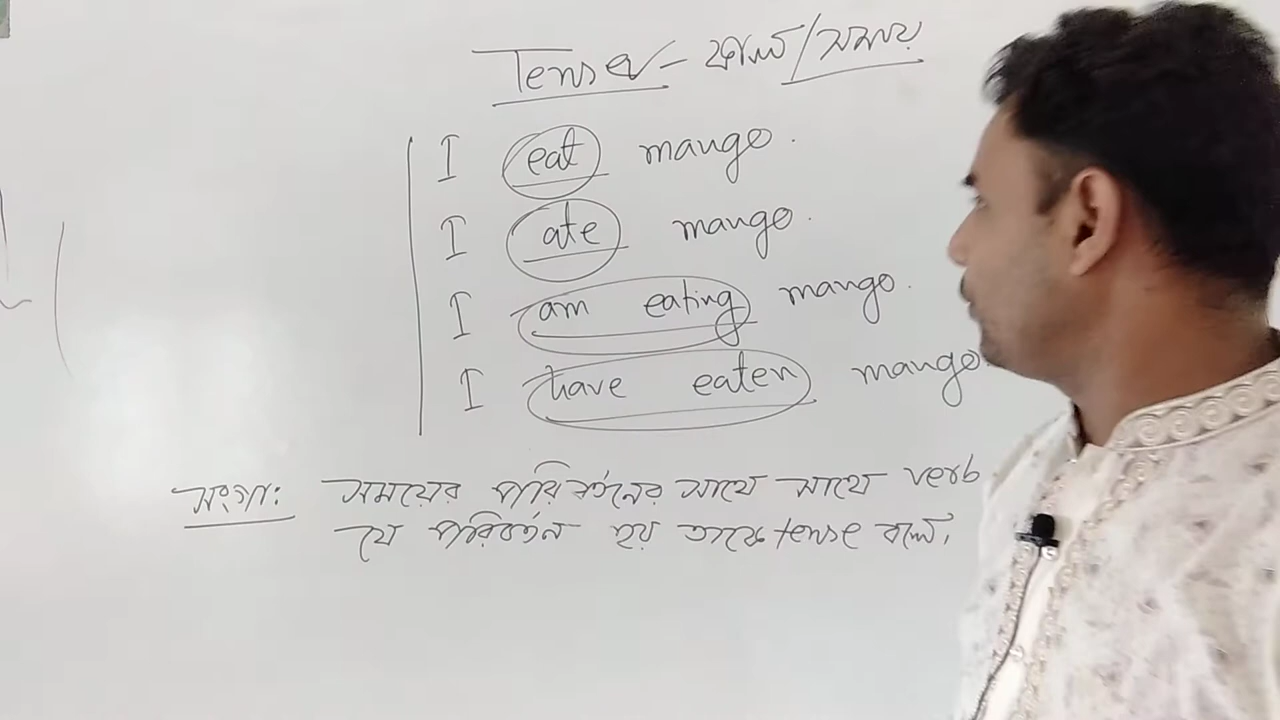 Tense - কাল/সময়
I eat mango.
I ate mango.
I am eating mango.
I have eaten mango.
সংজ্ঞা: সময়ের পরিবর্তনের সাথে সাথে verb
যে পরিবর্তন হয় তাকে tense বলে।